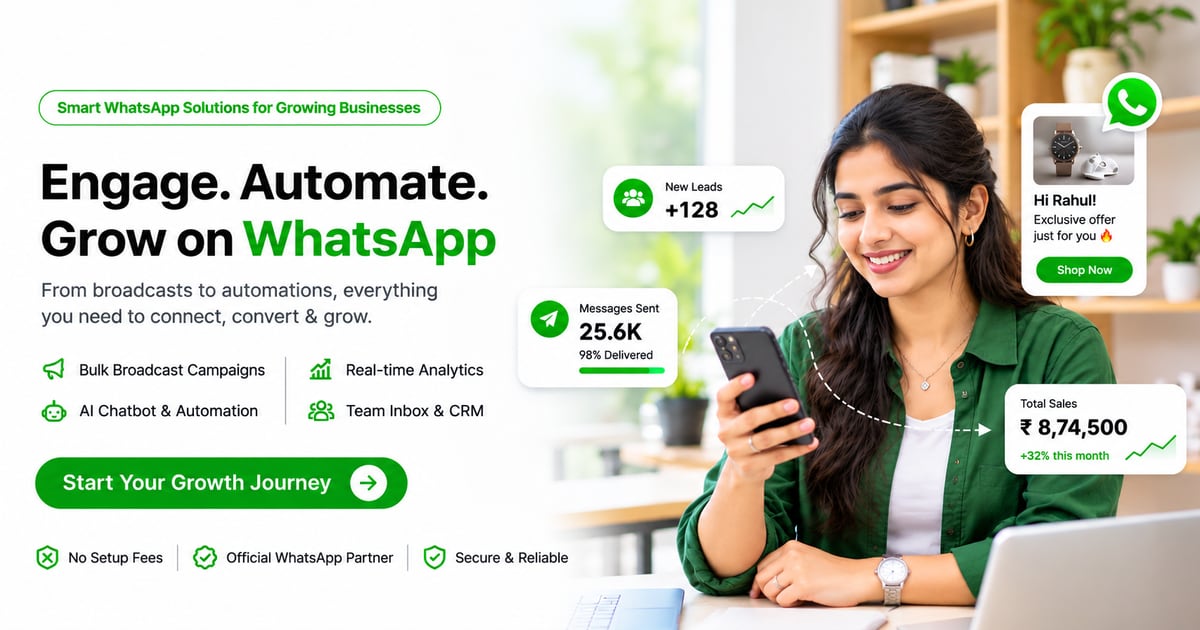 Smart WhatsApp Solutions for Growing Businesses
Engage. Automate.
Grow on WhatsApp
From broadcasts to automations, everything
you need to connect, convert & grow.
Bulk Broadcast Campaigns
Real-time Analytics
AI Chatbot & Automation
Team Inbox & CRM
Start Your Growth Journey
No Setup Fees
Official WhatsApp Partner
Secure & Reliable
New Leads
+128
Messages Sent
25.6K
98% Delivered
Hi Rahul!
Exclusive offer
just for you 🔥
Shop Now
Total Sales
₹ 8,74,500
+32% this month